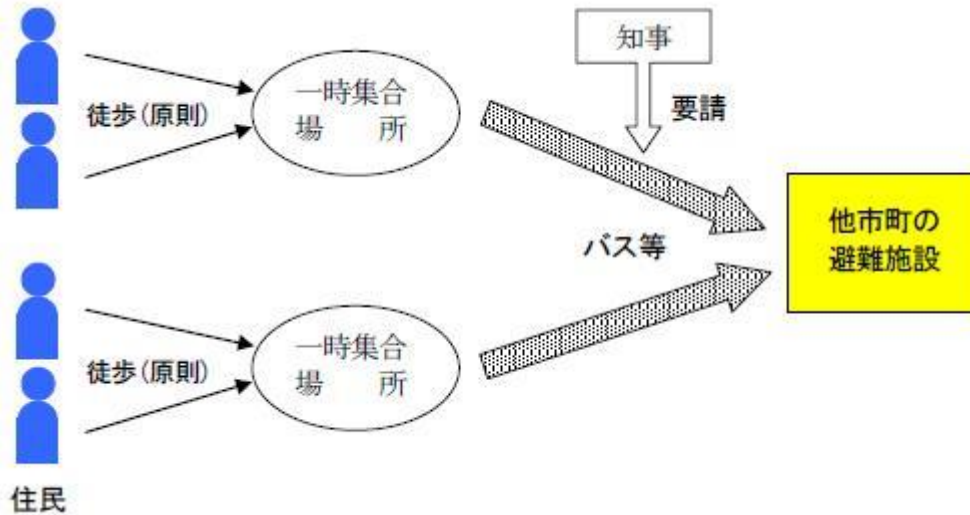 知事
要請
一時集合
場　　所
徒歩(原則)
他市町の
避難施設
バス等
一時集合
場　　所
徒歩(原則)
住民